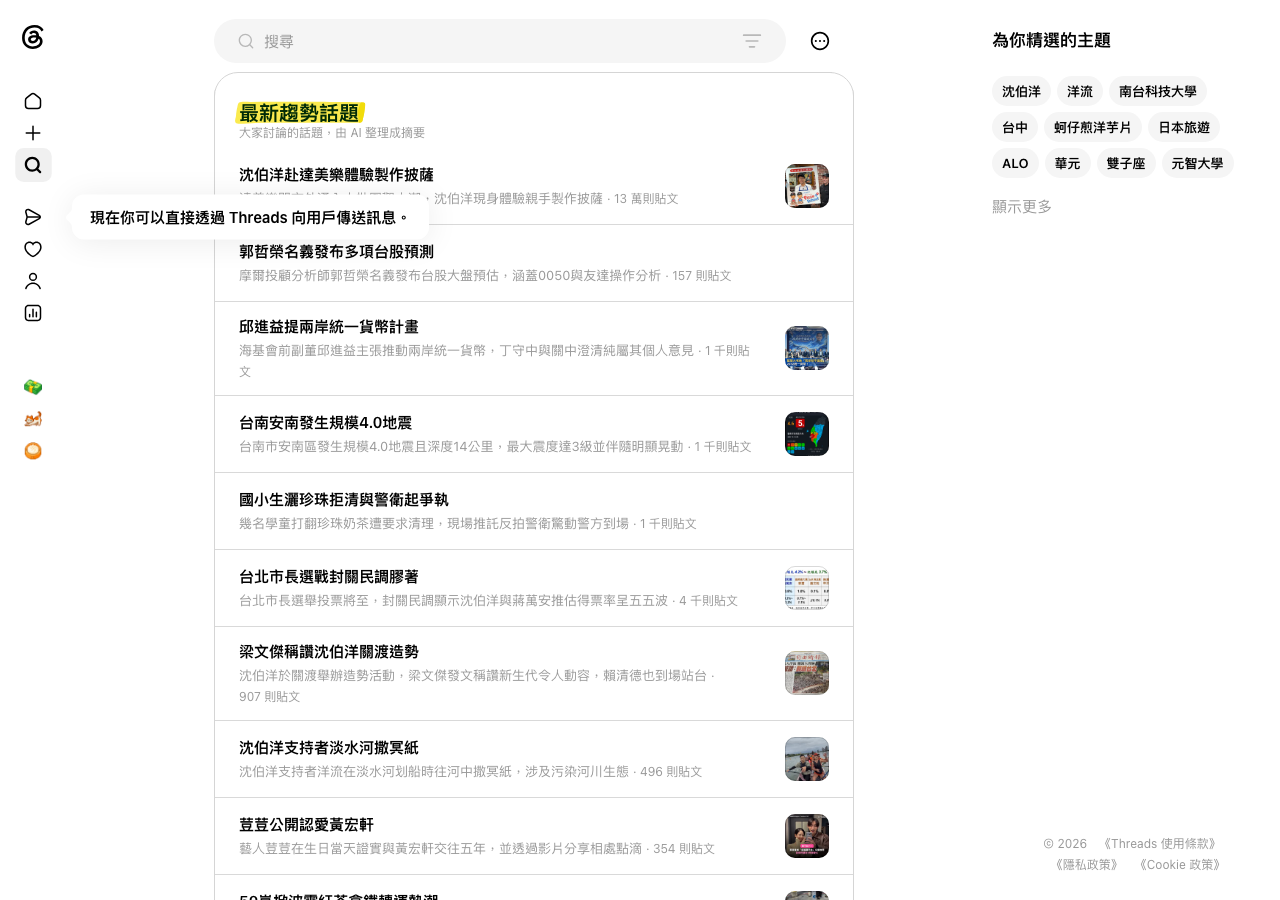 搜尋
最新趨勢話題
大家討論的話題，由 AI 整理成摘要
沈伯洋赴達美樂體驗製作披薩
，沈伯洋現身體驗親手製作披薩 · 13 萬則貼文
現在你可以直接透過 Threads 向用戶傳送訊息。
郭哲榮名義發布多項台股預測
摩爾投顧分析師郭哲榮名義發布台股大盤預估，涵蓋0050與友達操作分析 · 157 則貼文
邱進益提兩岸統一貨幣計畫
海基會前副董邱進益主張推動兩岸統一貨幣，丁守中與關中澄清純屬其個人意見 · 1 千則貼
文
台南安南發生規模4.0地震
台南市安南區發生規模4.0地震且深度14公里，最大震度達3級並伴隨明顯晃動 · 1 千則貼文
國小生灑珍珠拒清與警衛起爭執
幾名學童打翻珍珠奶茶遭要求清理，現場推託反拍警衛驚動警方到場 · 1 千則貼文
台北市長選戰封關民調膠著
台北市長選舉投票將至，封關民調顯示沈伯洋與蔣萬安推估得票率呈五五波 · 4 千則貼文
梁文傑稱讚沈伯洋關渡造勢
沈伯洋於關渡舉辦造勢活動，梁文傑發文稱讚新生代令人動容，賴清德也到場站台 ·
907 則貼文
沈伯洋支持者淡水河撒冥紙
沈伯洋支持者洋流在淡水河划船時往河中撒冥紙，涉及污染河川生態 · 496 則貼文
荳荳公開認愛黃宏軒
藝人荳荳在生日當天證實與黃宏軒交往五年，並透過影片分享相處點滴 · 354 則貼文
為你精選的主題
沈伯洋 洋流 南台科技大學
台中 蚵仔煎洋芋片 日本旅遊
ALO 華元 雙子座 元智大學
顯示更多
© 2026 《Threads 使用條款》
《隱私政策》 《Cookie 政策》